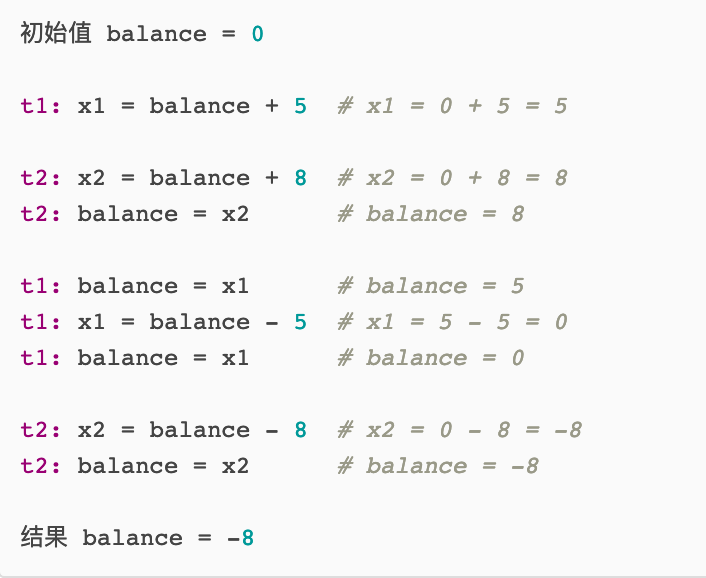 初始值 balance = 0
t1: x1 = balance + 5  # x1 = 0 + 5 = 5
t2: x2 = balance + 8  # x2 = 0 + 8 = 8
t2: balance = x2      # balance = 8
t1: balance = x1      # balance = 5
t1: x1 = balance - 5  # x1 = 5 - 5 = 0
t1: balance = x1      # balance = 0
t2: x2 = balance - 8  # x2 = 0 - 8 = -8
t2: balance = x2      # balance = -8
结果 balance = -8